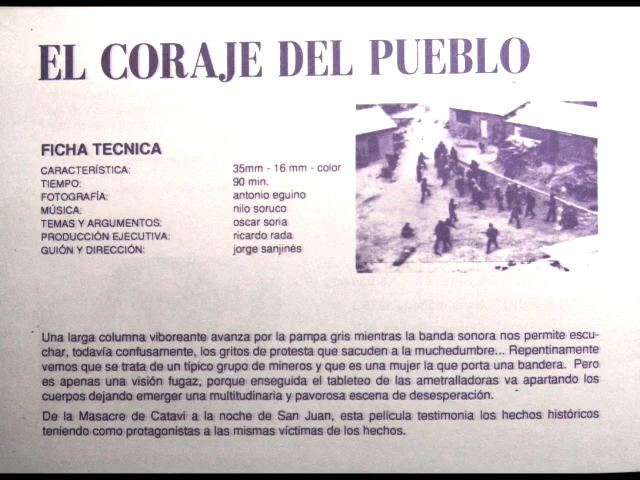 EL CORAJE DEL PUEBLO
FICHA TECNICA
CARACTERÍSTICA: 35mm - 16 mm - color
TIEMPO: 90 min.
FOTOGRAFÍA: antonio eguino
MÚSICA: nilo soruco
TEMAS Y ARGUMENTOS: oscar soria
PRODUCCIÓN EJECUTIVA: ricardo rada
GUIÓN Y DIRECCIÓN: jorge sanjinés
Una larga columna viboreante avanza por la pampa gris mientras la banda sonora nos permite escu-
char, todavía confusamente, los gritos de protesta que sacuden a la muchedumbre... Repentinamente
vemos que se trata de un típico grupo de mineros y que es una mujer la que porta una bandera. Pero
es apenas una visión fugaz, porque enseguida el tableteo de las ametralladoras va apartando los
cuerpos dejando emerger una multitudinaria y pavorosa escena de desesperación.
De la Masacre de Catavi a la noche de San Juan, esta película testimonia los hechos históricos
teniendo como protagonistas a las mismas víctimas de los hechos.